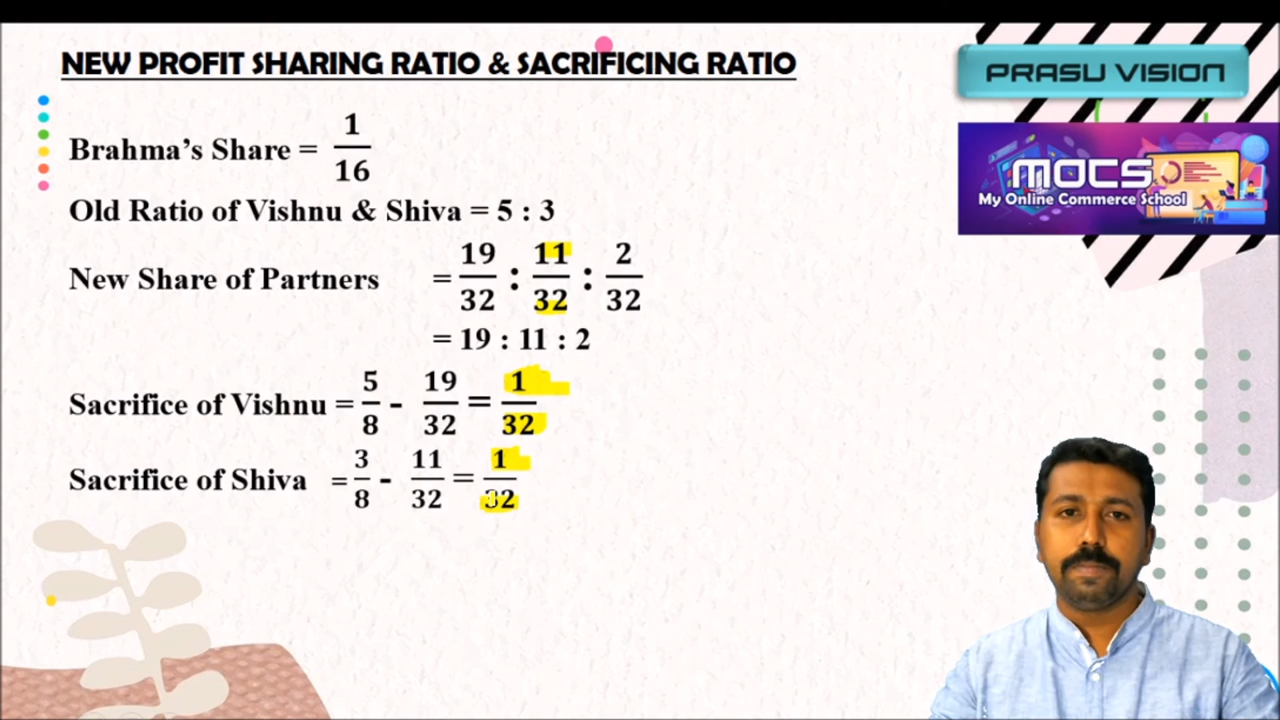 NEW PROFIT SHARING RATIO & SACRIFICING RATIO
PRASU VISION
MOCS
My Online Commerce School
Brahma's Share = 1/16
Old Ratio of Vishnu & Shiva = 5 : 3
New Share of Partners = 19/32 : 11/32 : 2/32
= 19 : 11 : 2
Sacrifice of Vishnu = 5/8 - 19/32 = 1/32
Sacrifice of Shiva = 3/8 - 11/32 = 1/32